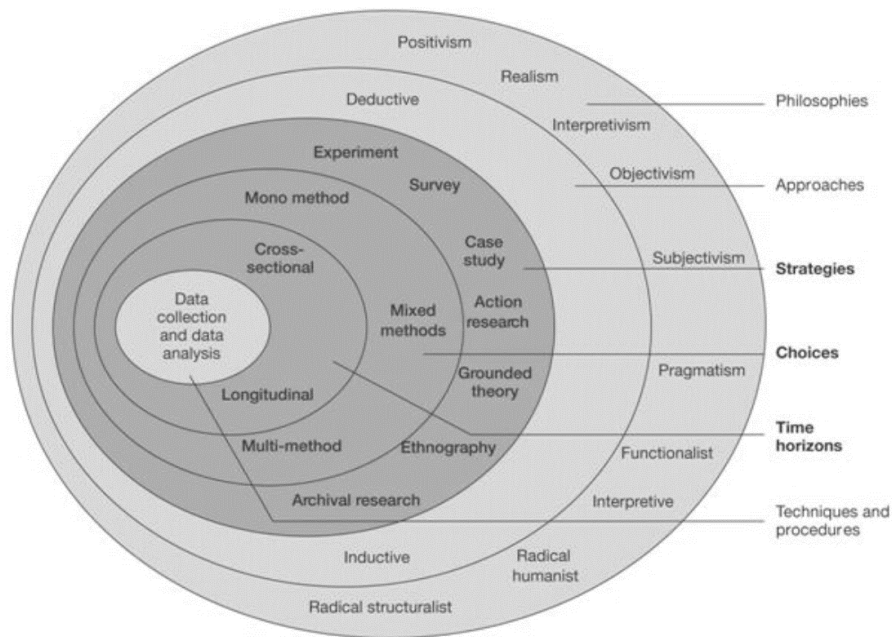 Positivism
Realism
Philosophies
Deductive
Interpretivism
Experiment
Objectivism
Approaches
Survey
Mono method
Cross-
sectional
Case
study
Subjectivism
Strategies
Data
collection
and data
analysis
Mixed
methods
Action
research
Choices
Pragmatism
Grounded
theory
Longitudinal
Time
horizons
Multi-method
Ethnography
Functionalist
Archival research
Interpretive
Techniques and
procedures
Inductive
Radical
humanist
Radical structuralist